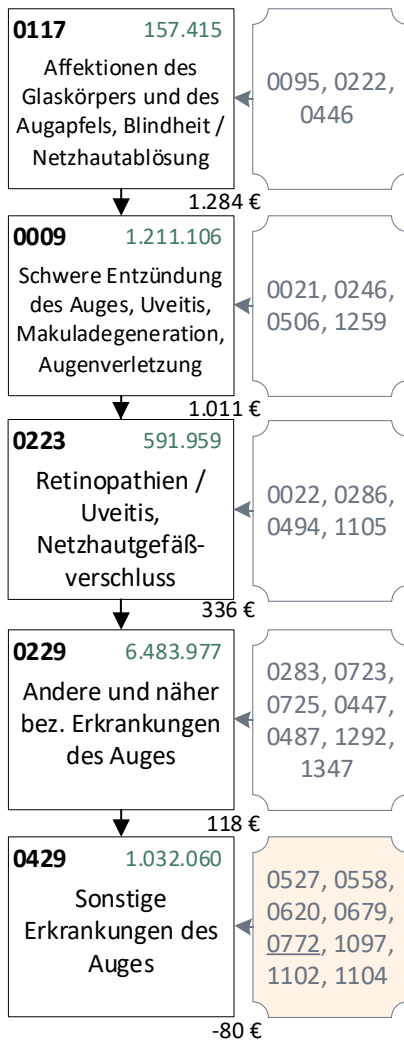 0117 157.415
Affektionen des
Glaskörpers und des
Augapfels, Blindheit /
Netzhautablösung
0095, 0222,
0446
1.284 €
0009 1.211.106
Schwere Entzündung
des Auges, Uveitis,
Makuladegeneration,
Augenverletzung
0021, 0246,
0506, 1259
1.011 €
0223 591.959
Retinopathien /
Uveitis,
Netzhautgefäß-
verschluss
0022, 0286,
0494, 1105
336 €
0229 6.483.977
Andere und näher
bez. Erkrankungen
des Auges
0283, 0723,
0725, 0447,
0487, 1292,
1347
118 €
0429 1.032.060
Sonstige
Erkrankungen des
Auges
0527, 0558,
0620, 0679,
0772, 1097,
1102, 1104
-80 €